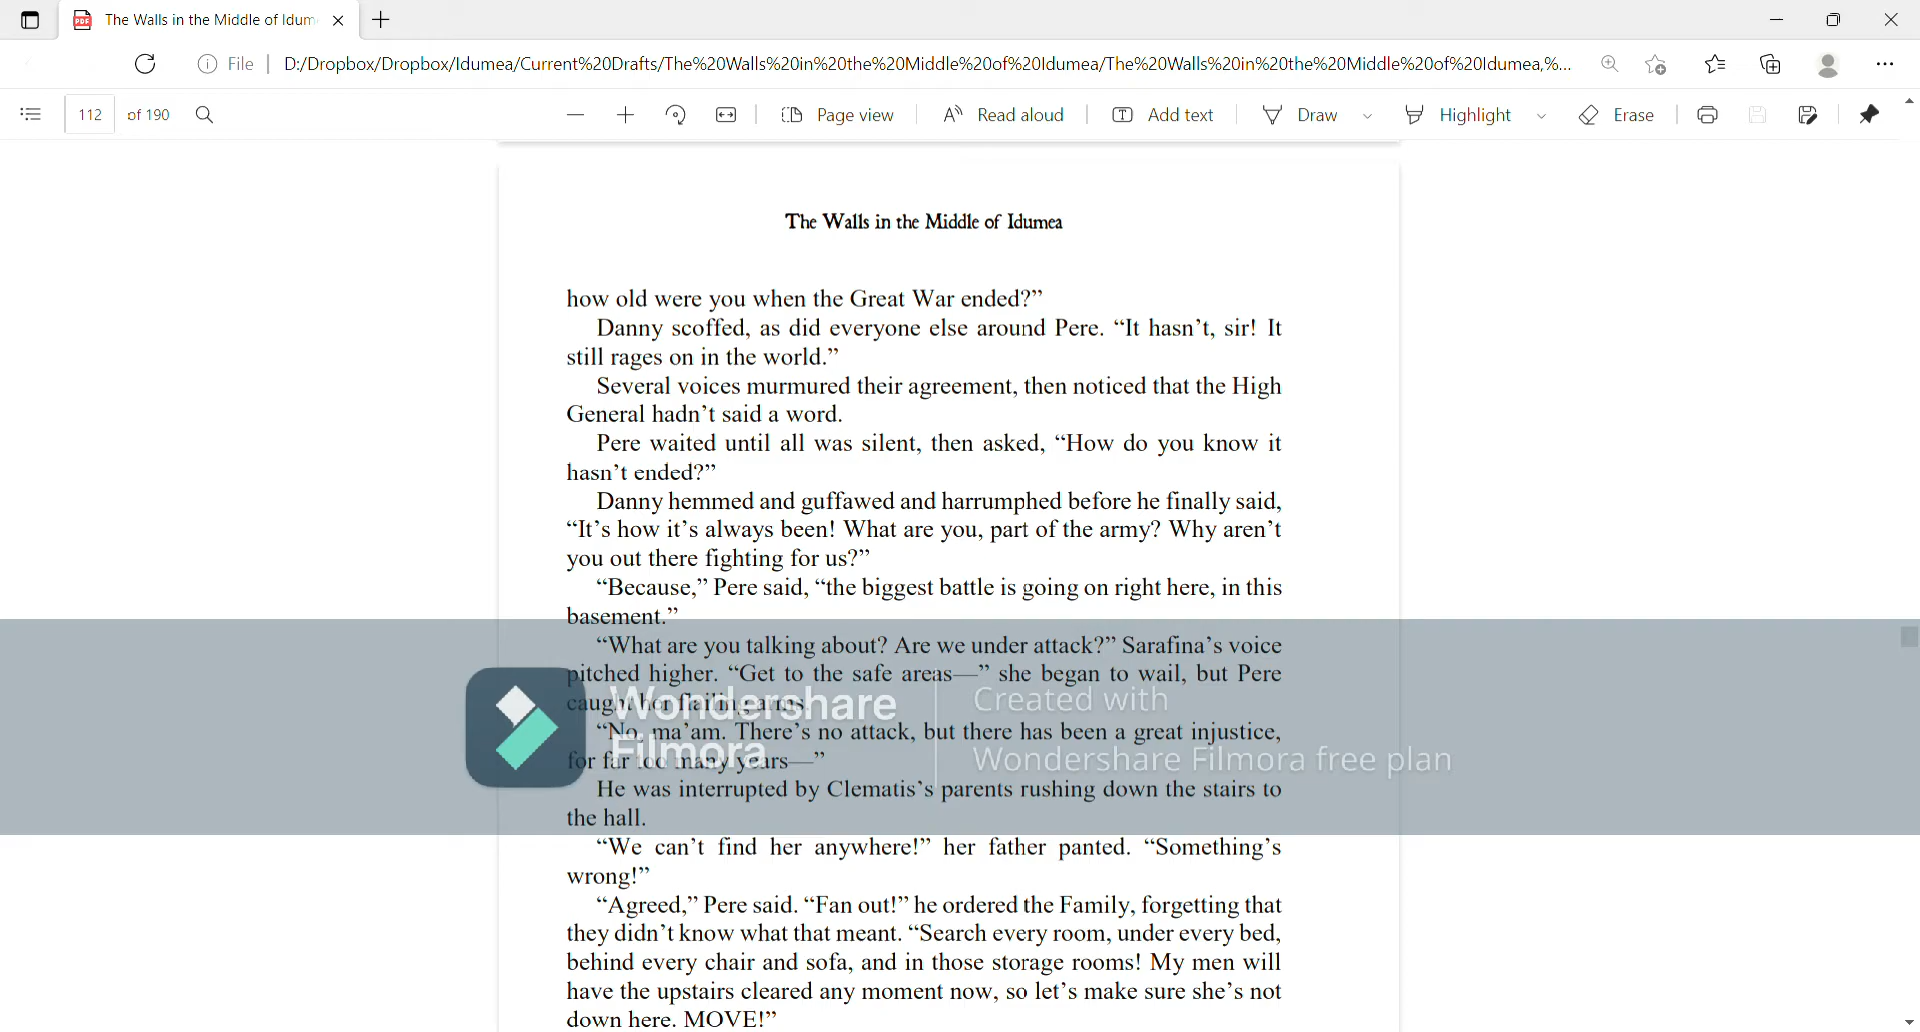 The Walls in the Middle of Idum
File
D:/Dropbox/Dropbox/Idumea/Current%20Drafts/The%20Walls%20in%20the%20Middle%20of%20Idumea/The%20Walls%20in%20the%20Middle%20of%20Idumea,%...
112 of 190
Page view
Read aloud
Add text
Draw
Highlight
Erase
The Walls in the Middle of Idumea
how old were you when the Great War ended?”
Danny scoffed, as did everyone else around Pere. “It hasn’t, sir! It
still rages on in the world.”
Several voices murmured their agreement, then noticed that the High
General hadn’t said a word.
Pere waited until all was silent, then asked, “How do you know it
hasn’t ended?”
Danny hemmed and guffawed and harrumphed before he finally said,
“It’s how it’s always been! What are you, part of the army? Why aren’t
you out there fighting for us?”
“Because,” Pere said, “the biggest battle is going on right here, in this
basement.”
“What are you talking about? Are we under attack?” Sarafina’s voice
pitched higher. “Get to the safe areas—” she began to wail, but Pere
caught her flailing arms.
“No, ma’am. There’s no attack, but there has been a great injustice,
for far too many years—”
He was interrupted by Clematis’s parents rushing down the stairs to
the hall.
“We can’t find her anywhere!” her father panted. “Something’s
wrong!”
“Agreed,” Pere said. “Fan out!” he ordered the Family, forgetting that
they didn’t know what that meant. “Search every room, under every bed,
behind every chair and sofa, and in those storage rooms! My men will
have the upstairs cleared any moment now, so let’s make sure she’s not
down here. MOVE!”
Wondershare
Filmora
Created with
Wondershare Filmora free plan